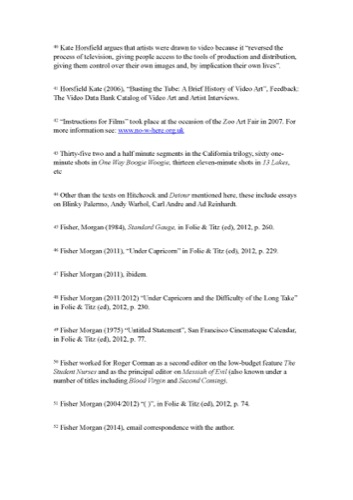 40 Kate Horsfield argues that artists were drawn to video because it “reversed the
process of television, giving people access to the tools of production and distribution,
giving them control over their own images and, by implication their own lives”.
41 Horsfield Kate (2006), “Busting the Tube: A Brief History of Video Art”, Feedback:
The Video Data Bank Catalog of Video Art and Artist Interviews.
42 “Instructions for Films” took place at the occasion of the Zoo Art Fair in 2007. For
more information see: www.no-w-here.org.uk
43 Thirty-five two and a half minute segments in the California trilogy, sixty one-
minute shots in One Way Boogie Woogie, thirteen eleven-minute shots in 13 Lakes,
etc
44 Other than the texts on Hitchcock and Detour mentioned here, these include essays
on Blinky Palermo, Andy Warhol, Carl Andre and Ad Reinhardt.
45 Fisher, Morgan (1984), Standard Gauge, in Folie & Titz (ed), 2012, p. 260.
46 Fisher Morgan (2011), “Under Capricorn” in Folie & Titz (ed), 2012, p. 229.
47 Fisher Morgan (2011), ibidem.
48 Fisher Morgan (2011/2012) “Under Capricorn and the Difficulty of the Long Take”
in Folie & Titz (ed), 2012, p. 230.
49 Fisher Morgan (1975) “Untitled Statement”, San Francisco Cinemateque Calendar,
in Folie & Titz (ed), 2012, p. 77.
50 Fisher worked for Roger Corman as a second editor on the low-budget feature The
Student Nurses and as the principal editor on Messiah of Evil (also known under a
number of titles including Blood Virgin and Second Coming).
51 Fisher Morgan (2004/2012) “( )”, in Folie & Titz (ed), 2012, p. 74.
52 Fisher Morgan (2014), email correspondence with the author.